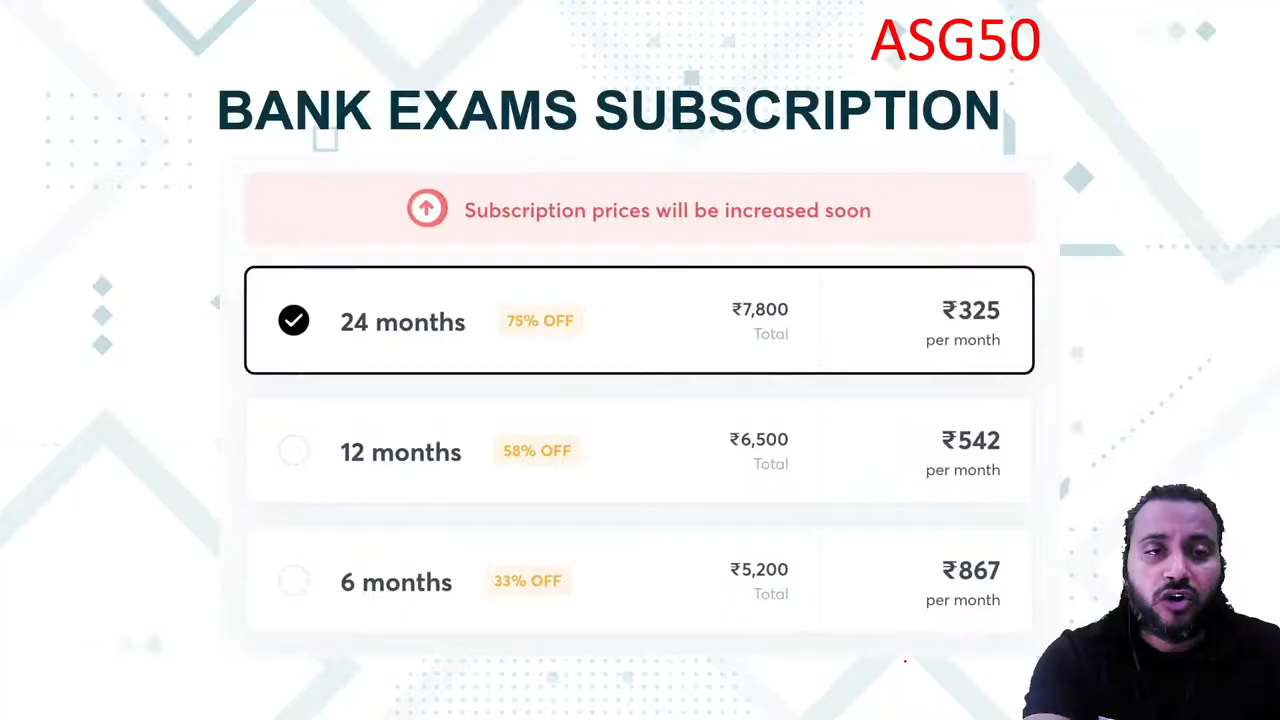 ASG50
BANK EXAMS SUBSCRIPTION
Subscription prices will be increased soon
24 months 75% OFF ₹7,800 Total ₹325 per month
12 months 58% OFF ₹6,500 Total ₹542 per month
6 months 33% OFF ₹5,200 Total ₹867 per month